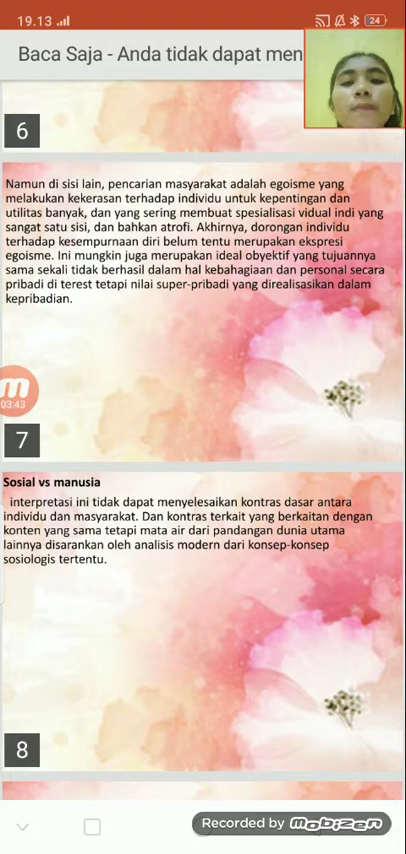 19.13
24
Baca Saja - Anda tidak dapat men
6
Namun di sisi lain, pencarian masyarakat adalah egoisme yang
melakukan kekerasan terhadap individu untuk kepentingan dan
utilitas banyak, dan yang sering membuat spesialisasi vidual indi yang
sangat satu sisi, dan bahkan atrofi. Akhirnya, dorongan individu
terhadap kesempurnaan diri belum tentu merupakan ekspresi
egoisme. Ini mungkin juga merupakan ideal obyektif yang tujuannya
sama sekali tidak berhasil dalam hal kebahagiaan dan personal secara
pribadi di terest tetapi nilai super-pribadi yang direalisasikan dalam
kepribadian.
m
03:43
7
Sosial vs manusia
interpretasi ini tidak dapat menyelesaikan kontras dasar antara
individu dan masyarakat. Dan kontras terkait yang berkaitan dengan
konten yang sama tetapi mata air dari pandangan dunia utama
lainnya disarankan oleh analisis modern dari konsep-konsep
sosiologis tertentu.
8
Recorded by mobizen